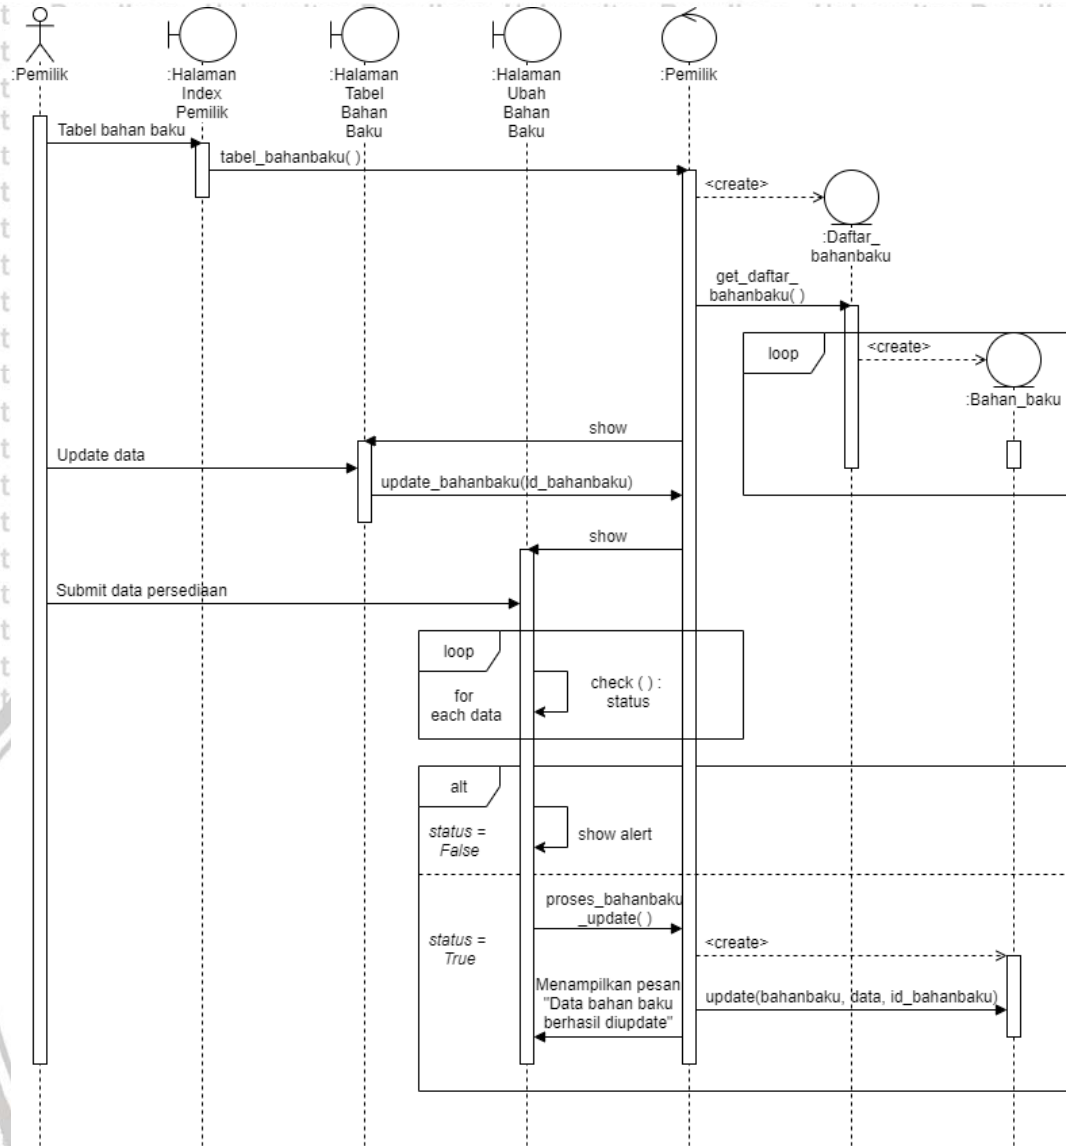 :Pemilik
:Halaman
Index
Pemilik
:Halaman
Tabel
Bahan
Baku
:Halaman
Ubah
Bahan
Baku
:Pemilik
Tabel bahan baku
tabel_bahanbaku( )
<create>
:Daftar_
bahanbaku
get_daftar_
bahanbaku( )
loop
<create>
:Bahan_baku
show
Update data
update_bahanbaku(id_bahanbaku)
show
Submit data persediaan
loop
for
each data
check ( ) :
status
alt
status =
False
show alert
proses_bahanbaku
_update( )
status =
True
<create>
Menampilkan pesan
"Data bahan baku
berhasil diupdate"
update(bahanbaku, data, id_bahanbaku)